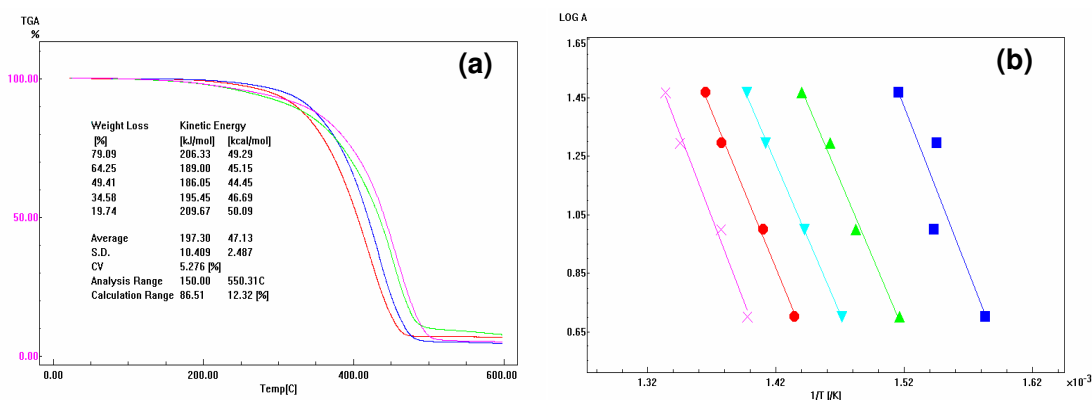 TGA
%
(a)
100.00
Weight Loss Kinetic Energy
[%] [kJ/mol] [kcal/mol]
79.09 206.33 49.29
64.25 189.00 45.15
49.41 186.05 44.45
34.58 195.45 46.69
19.74 209.67 50.09
50.00
Average 197.30 47.13
S.D. 10.409 2.487
CV 5.276 [%]
Analysis Range 150.00 550.31C
Calculation Range 86.51 12.32 [%]
0.00
0.00 200.00 400.00 600.00
Temp[C]
LOG A
(b)
1.65
1.45
1.25
1.05
0.85
0.65
1.32 1.42 1.52 1.62 ×10⁻³
1/T [/K]